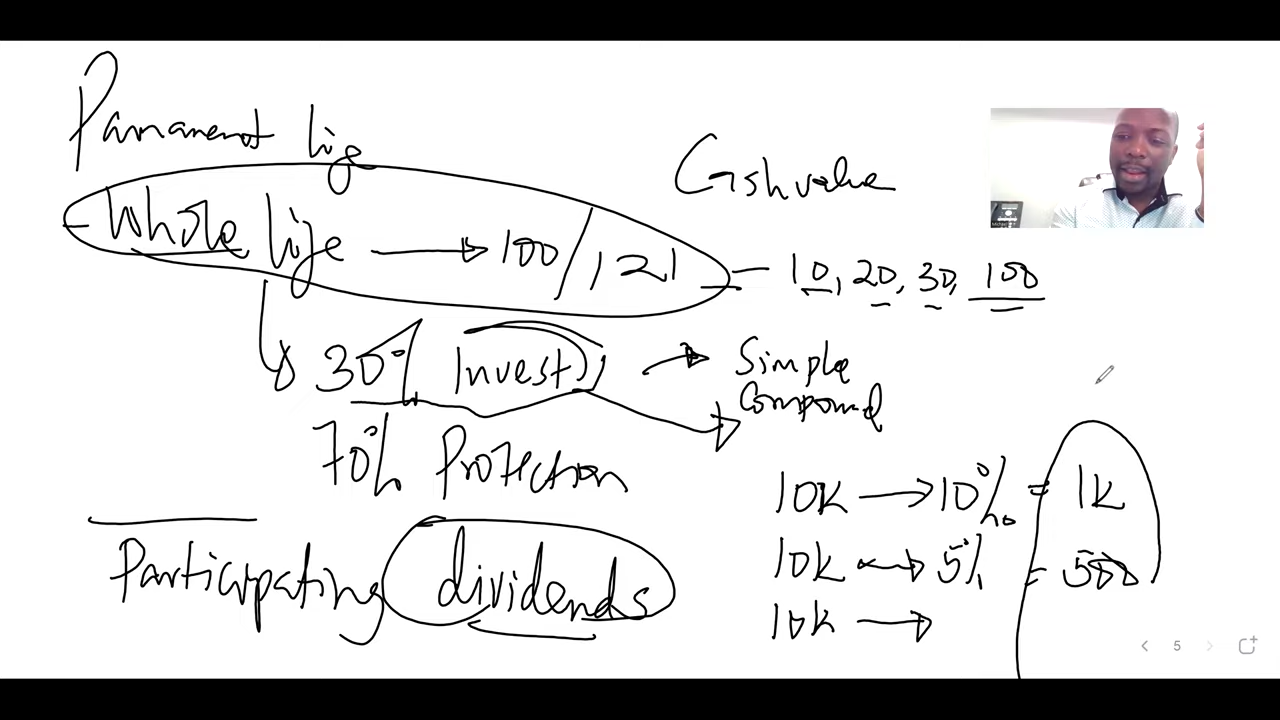 Parmanent life
Cash value
- Whole life → 100/121 - 10, 20, 30, 100
30% Invest → Simple
Compound
70% Protection
10K → 10% = 1K
Participating dividends
10K → 5% = 500
10K →
5